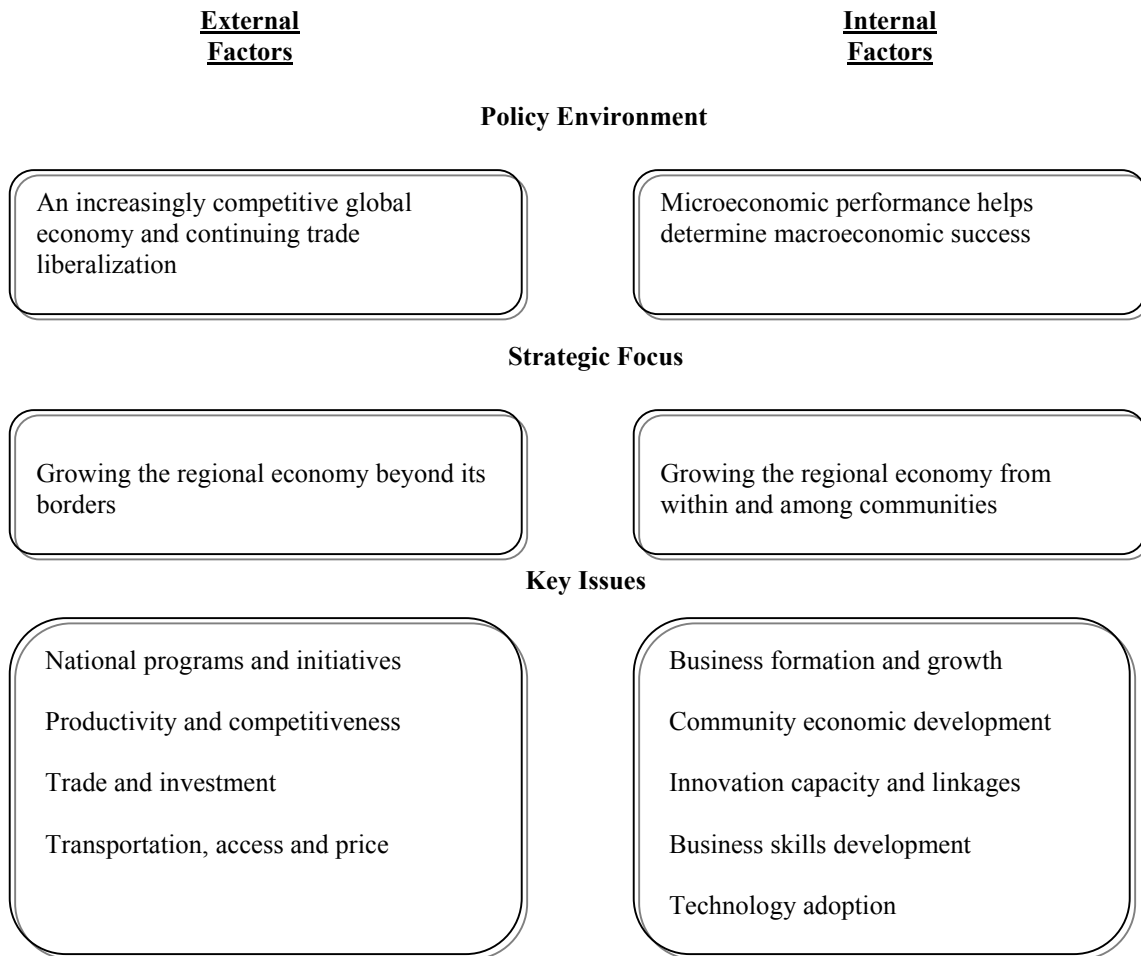 External
Factors
Internal
Factors
Policy Environment
An increasingly competitive global
economy and continuing trade
liberalization
Microeconomic performance helps
determine macroeconomic success
Strategic Focus
Growing the regional economy beyond its
borders
Growing the regional economy from
within and among communities
Key Issues
National programs and initiatives
Productivity and competitiveness
Trade and investment
Transportation, access and price
Business formation and growth
Community economic development
Innovation capacity and linkages
Business skills development
Technology adoption